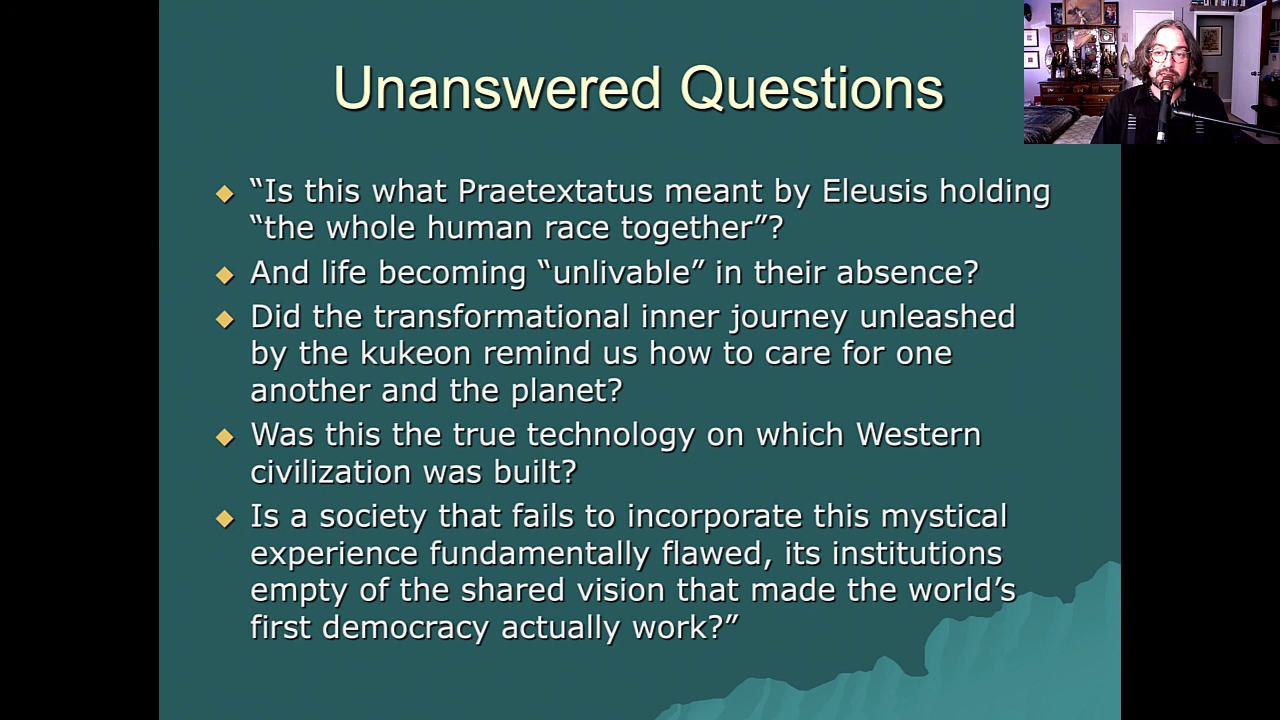 Unanswered Questions
“Is this what Praetextatus meant by Eleusis holding
“the whole human race together”?
And life becoming “unlivable” in their absence?
Did the transformational inner journey unleashed
by the kukeon remind us how to care for one
another and the planet?
Was this the true technology on which Western
civilization was built?
Is a society that fails to incorporate this mystical
experience fundamentally flawed, its institutions
empty of the shared vision that made the world’s
first democracy actually work?”